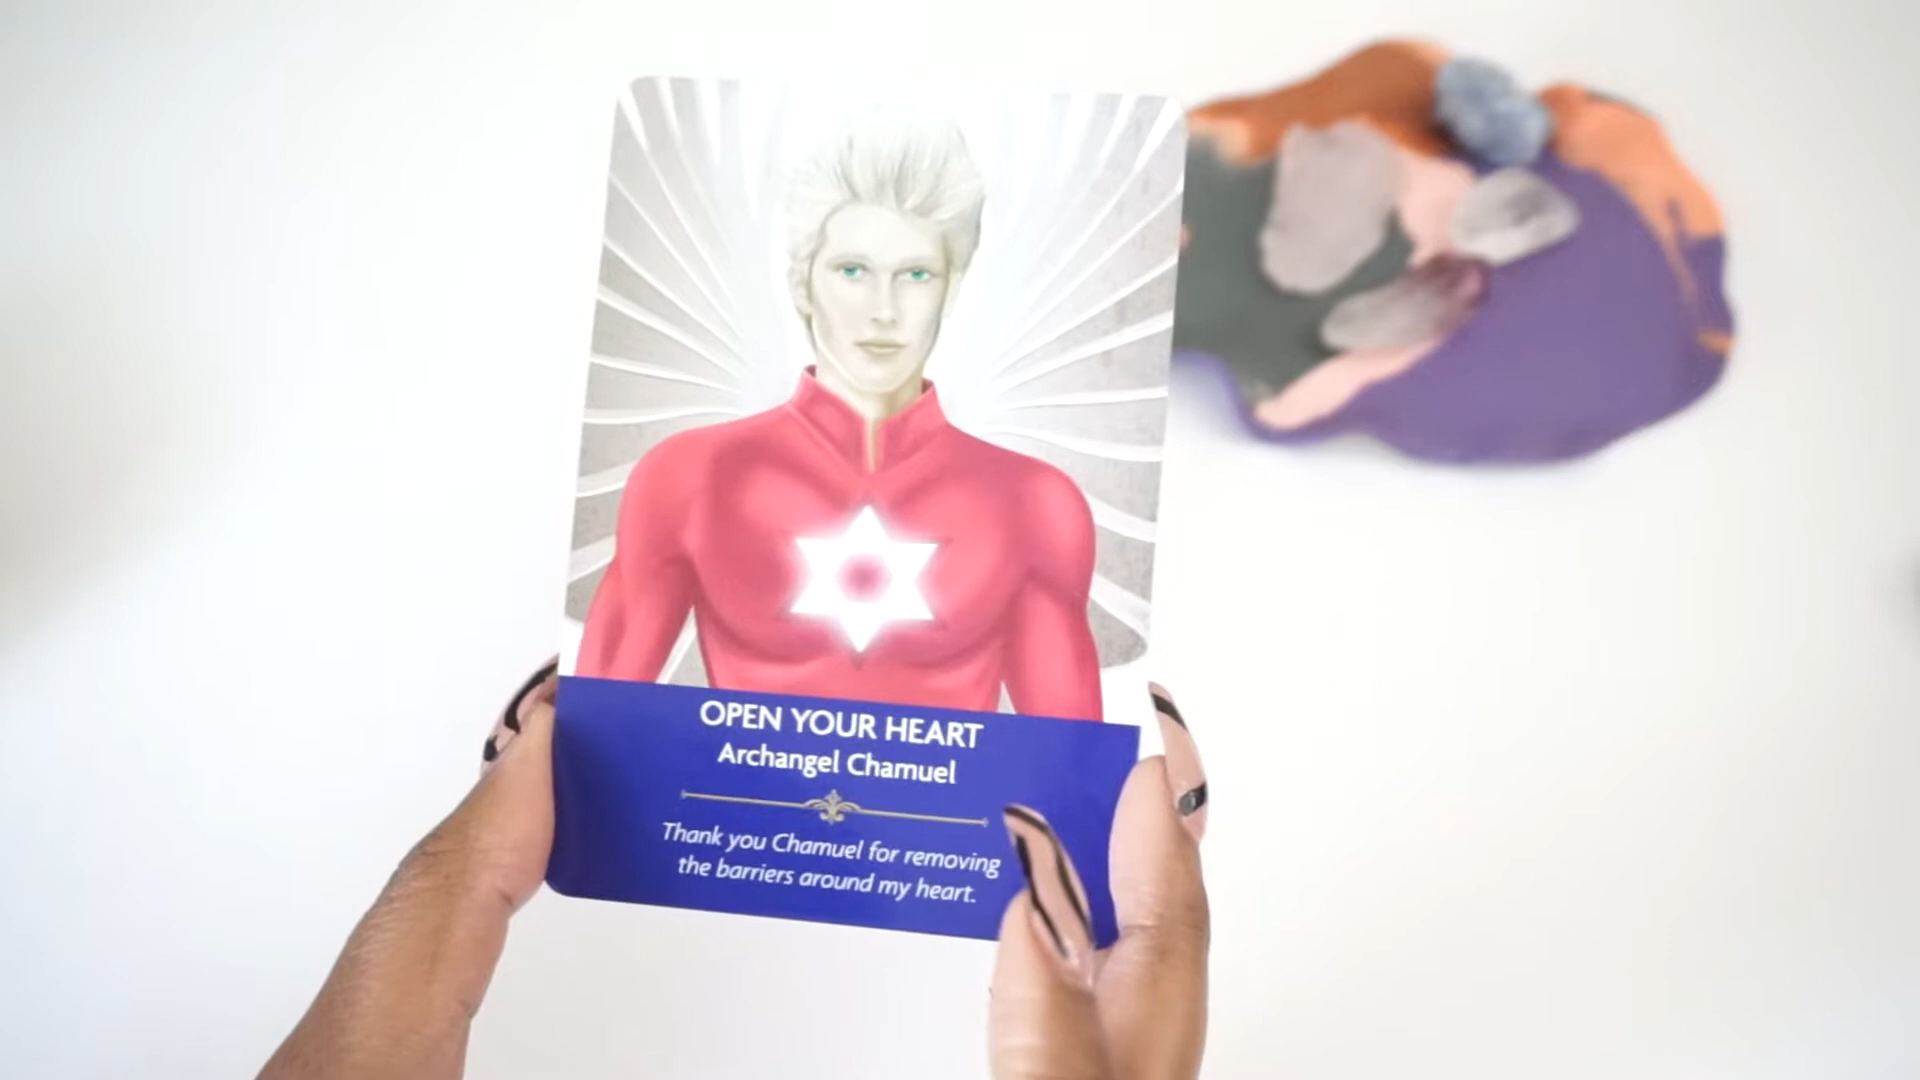 OPEN YOUR HEART
Archangel Chamuel
Thank you Chamuel for removing
the barriers around my heart.